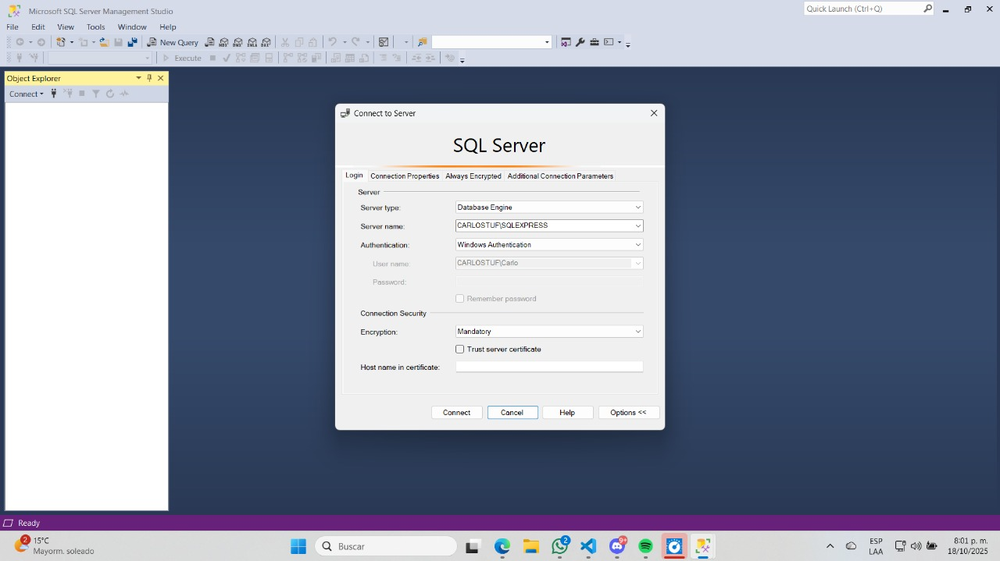 Microsoft SQL Server Management Studio
Quick Launch (Ctrl+Q)
File Edit View Tools Window Help
New Query
Execute
Object Explorer
Connect
Connect to Server
SQL Server
Login Connection Properties Always Encrypted Additional Connection Parameters
Server
Server type: Database Engine
Server name: CARLOSTUF\SQLEXPRESS
Authentication: Windows Authentication
User name: CARLOSTUF\Carlo
Password:
Remember password
Connection Security
Encryption: Mandatory
Trust server certificate
Host name in certificate:
Connect Cancel Help Options <<
Ready
2
15°C
Mayorm. soleado
Buscar
2
9+
ESP
LAA
8:01 p. m.
18/10/2025